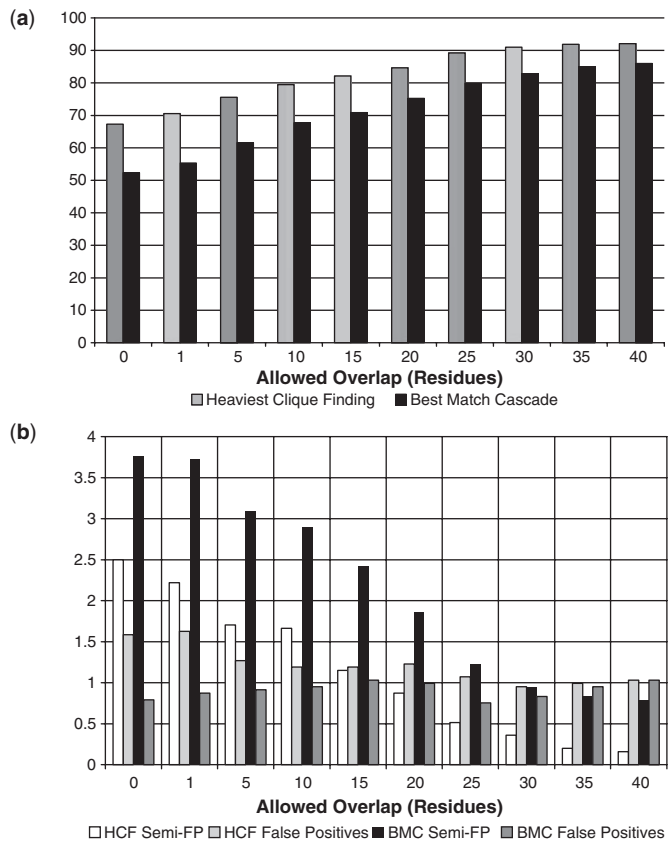 (a)
100
90
80
70
60
50
40
30
20
10
0
0 1 5 10 15 20 25 30 35 40
Allowed Overlap (Residues)
Heaviest Clique Finding Best Match Cascade
(b)
4
3.5
3
2.5
2
1.5
1
0.5
0
0 1 5 10 15 20 25 30 35 40
Allowed Overlap (Residues)
HCF Semi-FP HCF False Positives BMC Semi-FP BMC False Positives